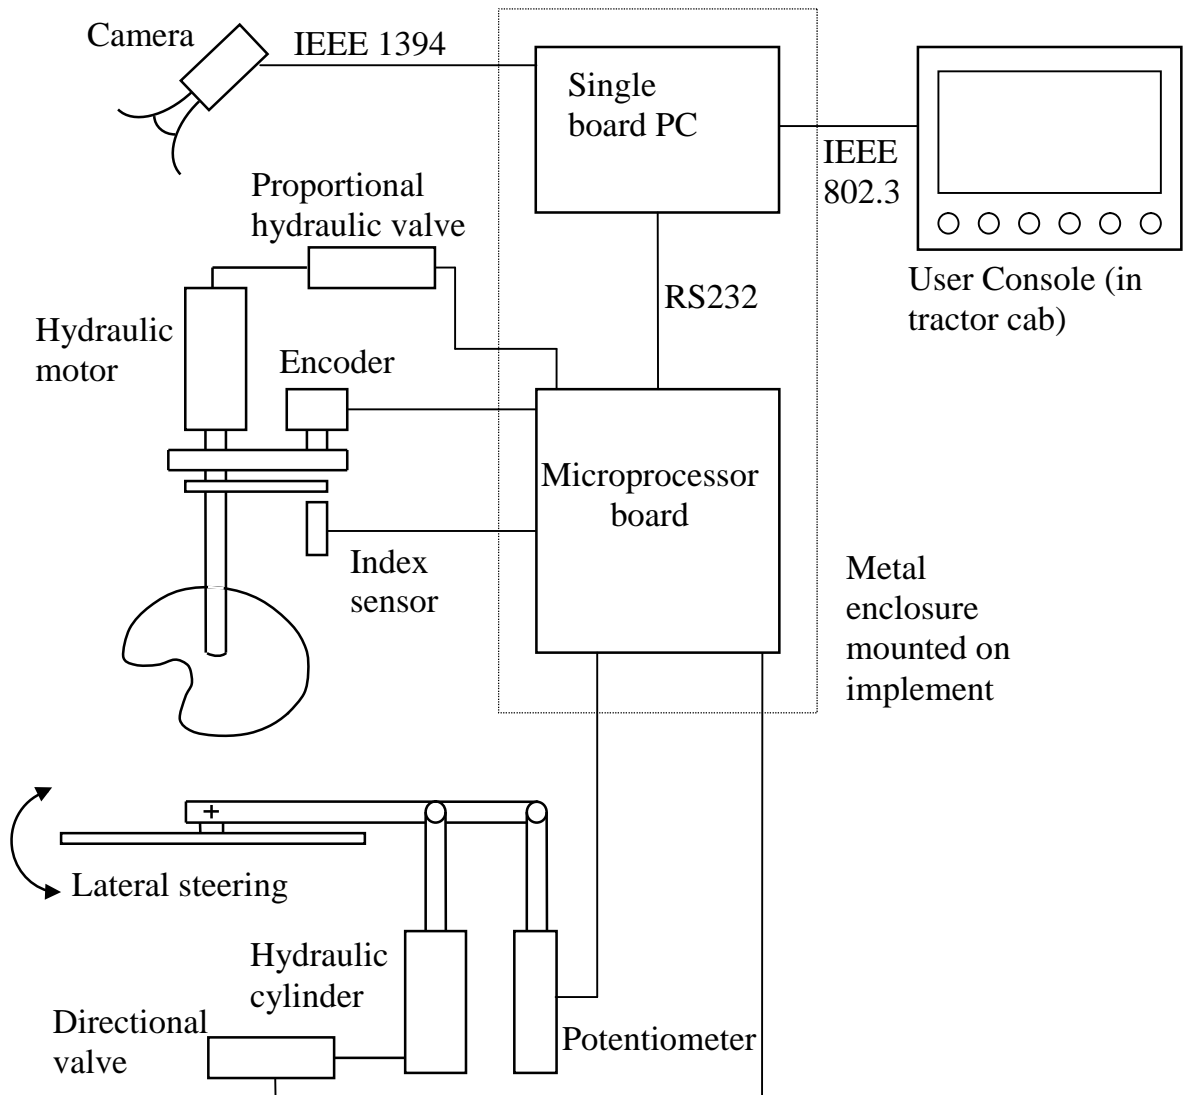 Camera
IEEE 1394
Single
board PC
IEEE
802.3
User Console (in
tractor cab)
Proportional
hydraulic valve
RS232
Hydraulic
motor
Encoder
Microprocessor
board
Index
sensor
Metal
enclosure
mounted on
implement
Lateral steering
Hydraulic
cylinder
Directional
valve
Potentiometer